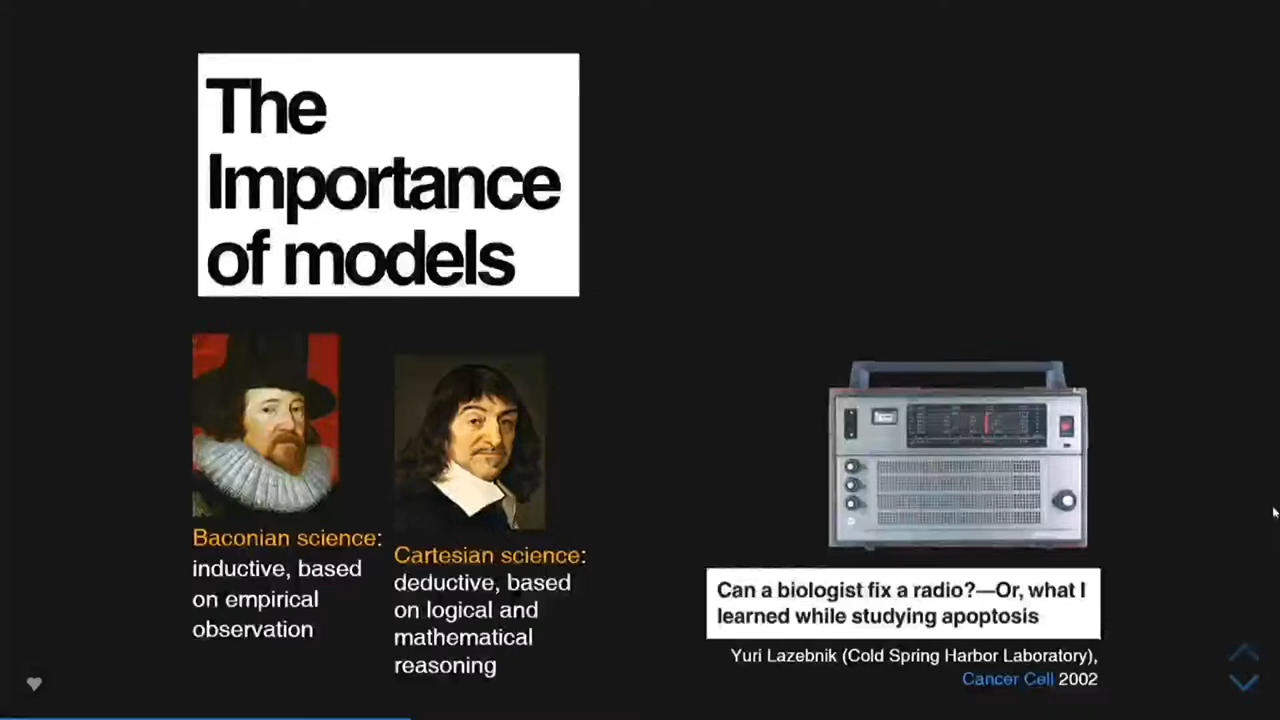 The
Importance
of models
Baconian science:
inductive, based
on empirical
observation
Cartesian science:
deductive, based
on logical and
mathematical
reasoning
Can a biologist fix a radio?—Or, what I
learned while studying apoptosis
Yuri Lazebnik (Cold Spring Harbor Laboratory),
Cancer Cell 2002